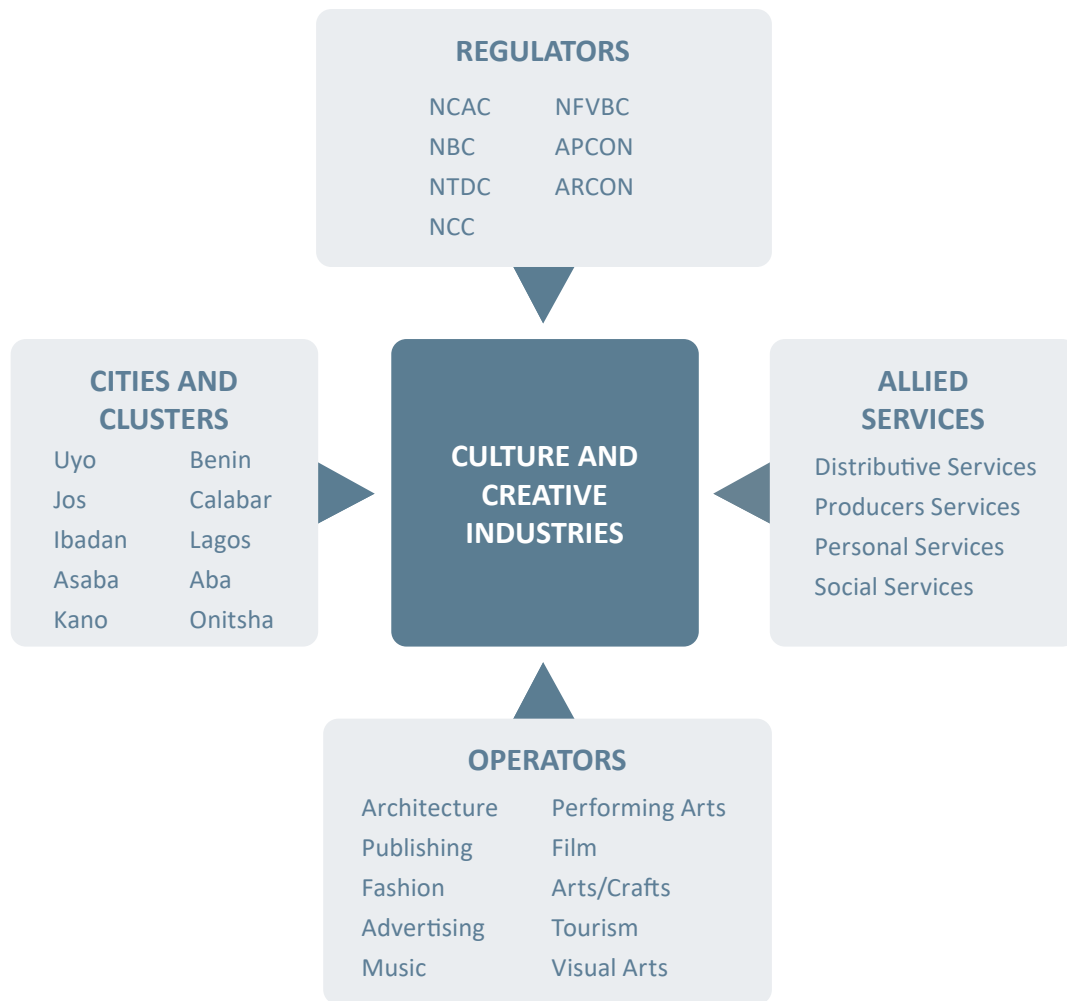 REGULATORS
NCAC
NBC
NTDC
NCC
NFVBC
APCON
ARCON
CITIES AND
CLUSTERS
Uyo
Jos
Ibadan
Asaba
Kano
Benin
Calabar
Lagos
Aba
Onitsha
CULTURE AND
CREATIVE
INDUSTRIES
ALLIED
SERVICES
Distributive Services
Producers Services
Personal Services
Social Services
OPERATORS
Architecture
Publishing
Fashion
Advertising
Music
Performing Arts
Film
Arts/Crafts
Tourism
Visual Arts